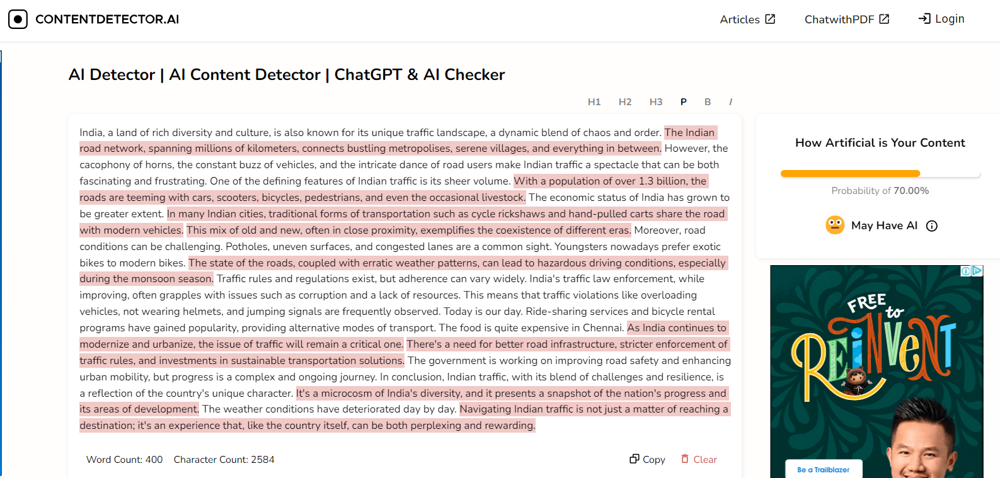 CONTENTDETECTOR.AI
Articles
ChatwithPDF
Login
AI Detector | AI Content Detector | ChatGPT & AI Checker
H1 H2 H3 P B I
India, a land of rich diversity and culture, is also known for its unique traffic landscape, a dynamic blend of chaos and order. The Indian
road network, spanning millions of kilometers, connects bustling metropolises, serene villages, and everything in between. However, the
cacophony of horns, the constant buzz of vehicles, and the intricate dance of road users make Indian traffic a spectacle that can be both
fascinating and frustrating. One of the defining features of Indian traffic is its sheer volume. With a population of over 1.3 billion, the
roads are teeming with cars, scooters, bicycles, pedestrians, and even the occasional livestock. The economic status of India has grown to
be greater extent. In many Indian cities, traditional forms of transportation such as cycle rickshaws and hand-pulled carts share the road
with modern vehicles. This mix of old and new, often in close proximity, exemplifies the coexistence of different eras. Moreover, road
conditions can be challenging. Potholes, uneven surfaces, and congested lanes are a common sight. Youngsters nowadays prefer exotic
bikes to modern bikes. The state of the roads, coupled with erratic weather patterns, can lead to hazardous driving conditions, especially
during the monsoon season. Traffic rules and regulations exist, but adherence can vary widely. India's traffic law enforcement, while
improving, often grapples with issues such as corruption and a lack of resources. This means that traffic violations like overloading
vehicles, not wearing helmets, and jumping signals are frequently observed. Today is our day. Ride-sharing services and bicycle rental
programs have gained popularity, providing alternative modes of transport. The food is quite expensive in Chennai. As India continues to
modernize and urbanize, the issue of traffic will remain a critical one. There's a need for better road infrastructure, stricter enforcement of
traffic rules, and investments in sustainable transportation solutions. The government is working on improving road safety and enhancing
urban mobility, but progress is a complex and ongoing journey. In conclusion, Indian traffic, with its blend of challenges and resilience, is
a reflection of the country's unique character. It's a microcosm of India's diversity, and it presents a snapshot of the nation's progress and
its areas of development. The weather conditions have deteriorated day by day. Navigating Indian traffic is not just a matter of reaching a
destination; it's an experience that, like the country itself, can be both perplexing and rewarding.
Word Count: 400 Character Count: 2584
Copy
Clear
How Artificial is Your Content
Probability of 70.00%
May Have AI
FREE
to
REINVENT
Be a Trailblazer